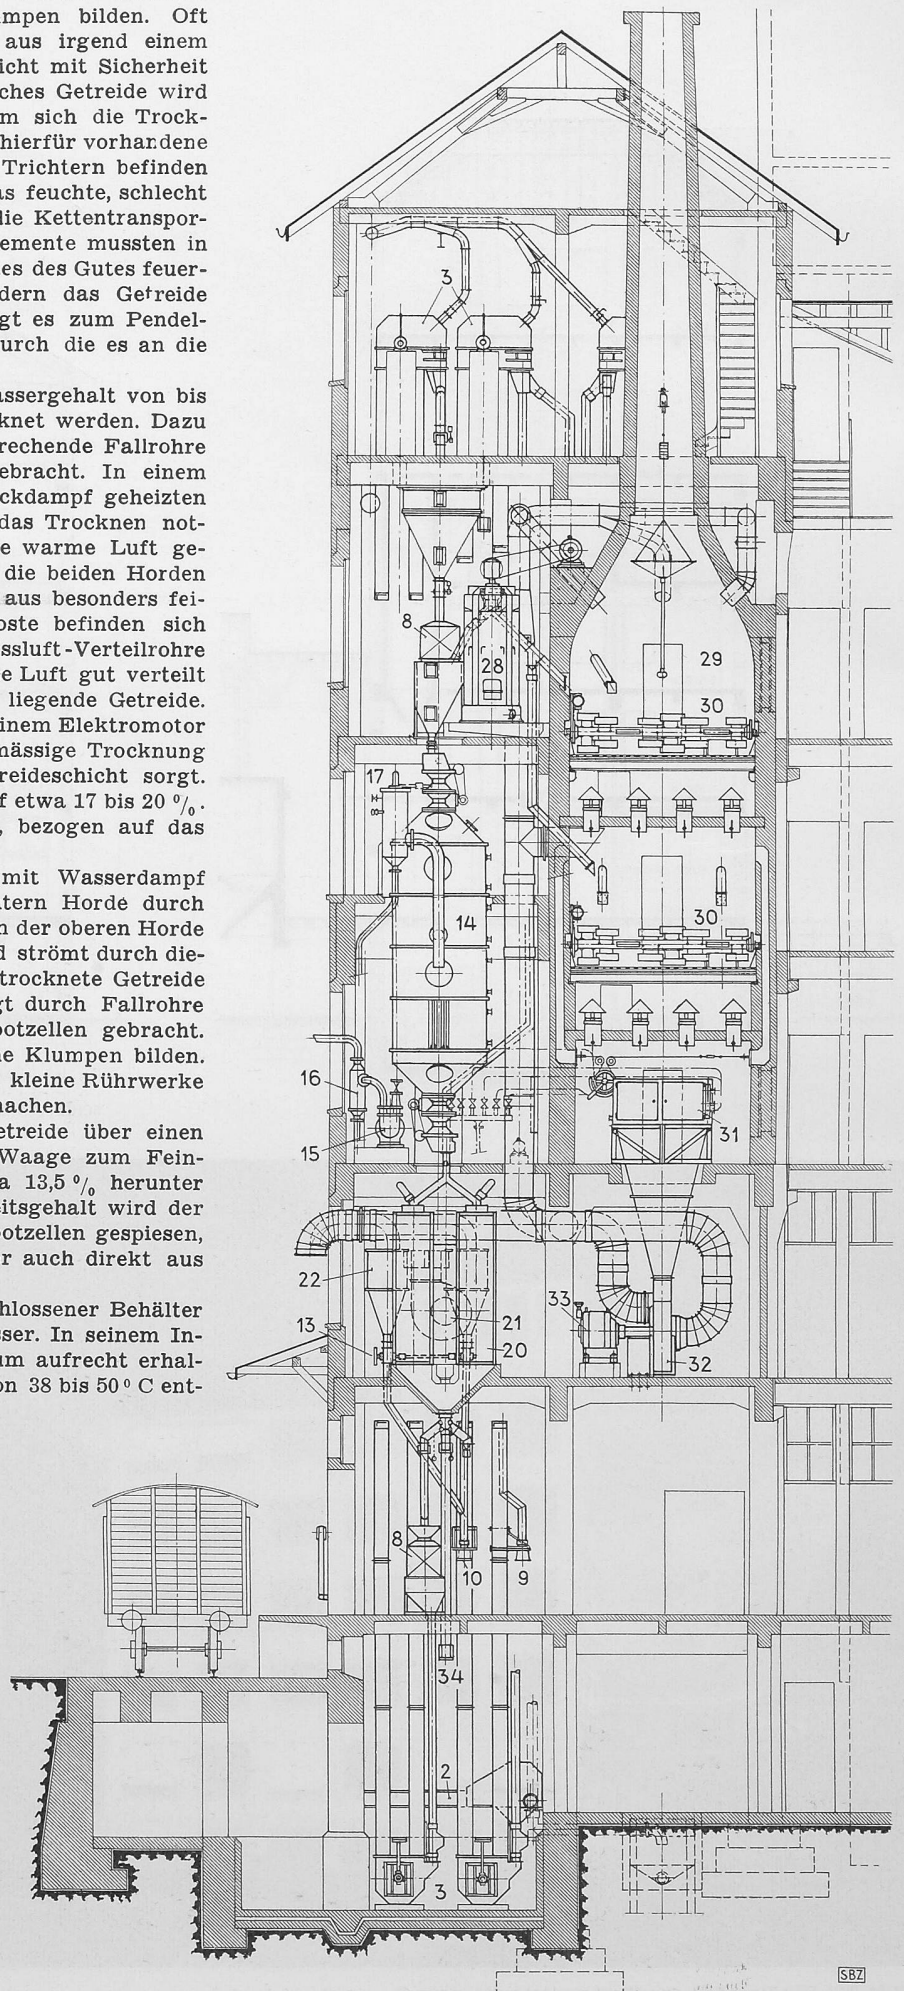 mpen bilden. Oft
aus irgend einem
icht mit Sicherheit
ches Getreide wird
m sich die Trock-
hierfür vorhandene
Trichtern befinden
as feuchte, schlecht
die Kettentranspor-
emente mussten in
es des Gutes feuer-
dern das Getreide
gt es zum Pendel-
urch die es an die
assergehalt von bis
knet werden. Dazu
rechende Fallrohre
ebracht. In einem
ckdampf geheizten
das Trocknen not-
e warme Luft ge-
die beiden Horden
aus besonders fei-
oste befinden sich
ssluft-Verteilrohre
e Luft gut verteilt
liegende Getreide.
inem Elektromotor
mässige Trocknung
reideschicht sorgt.
f etwa 17 bis 20 %.
, bezogen auf das
mit Wasserdampf
tern Horde durch
n der oberen Horde
d strömt durch die-
trocknete Getreide
gt durch Fallrohre
potzellen gebracht.
ne Klumpen bilden.
kleine Rührwerke
machen.
etreide über einen
Waage zum Fein-
a 13,5 % herunter
eitsgehalt wird der
potzellen gespiesen,
r auch direkt aus
hlossener Behälter
sser. In seinem In-
um aufrecht erhal-
on 38 bis 50° C ent-
3
8
28
29
30
17
14
30
16
15
31
22
13
21
20
33
32
8
10
9
34
2
3
SBZ